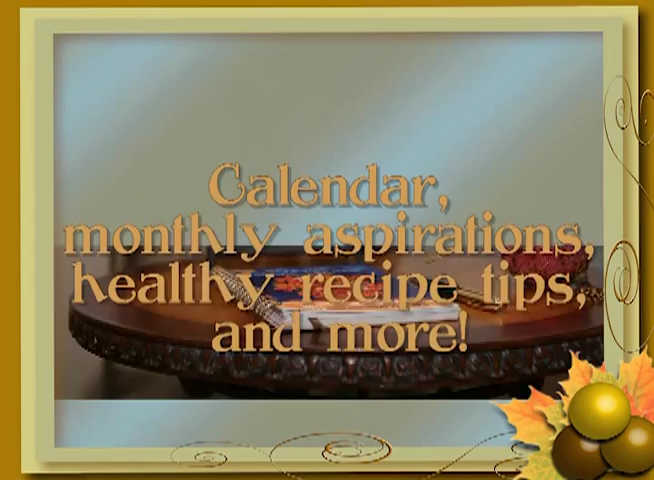 Calendar,
monthly aspirations,
healthy recipe tips,
and more!